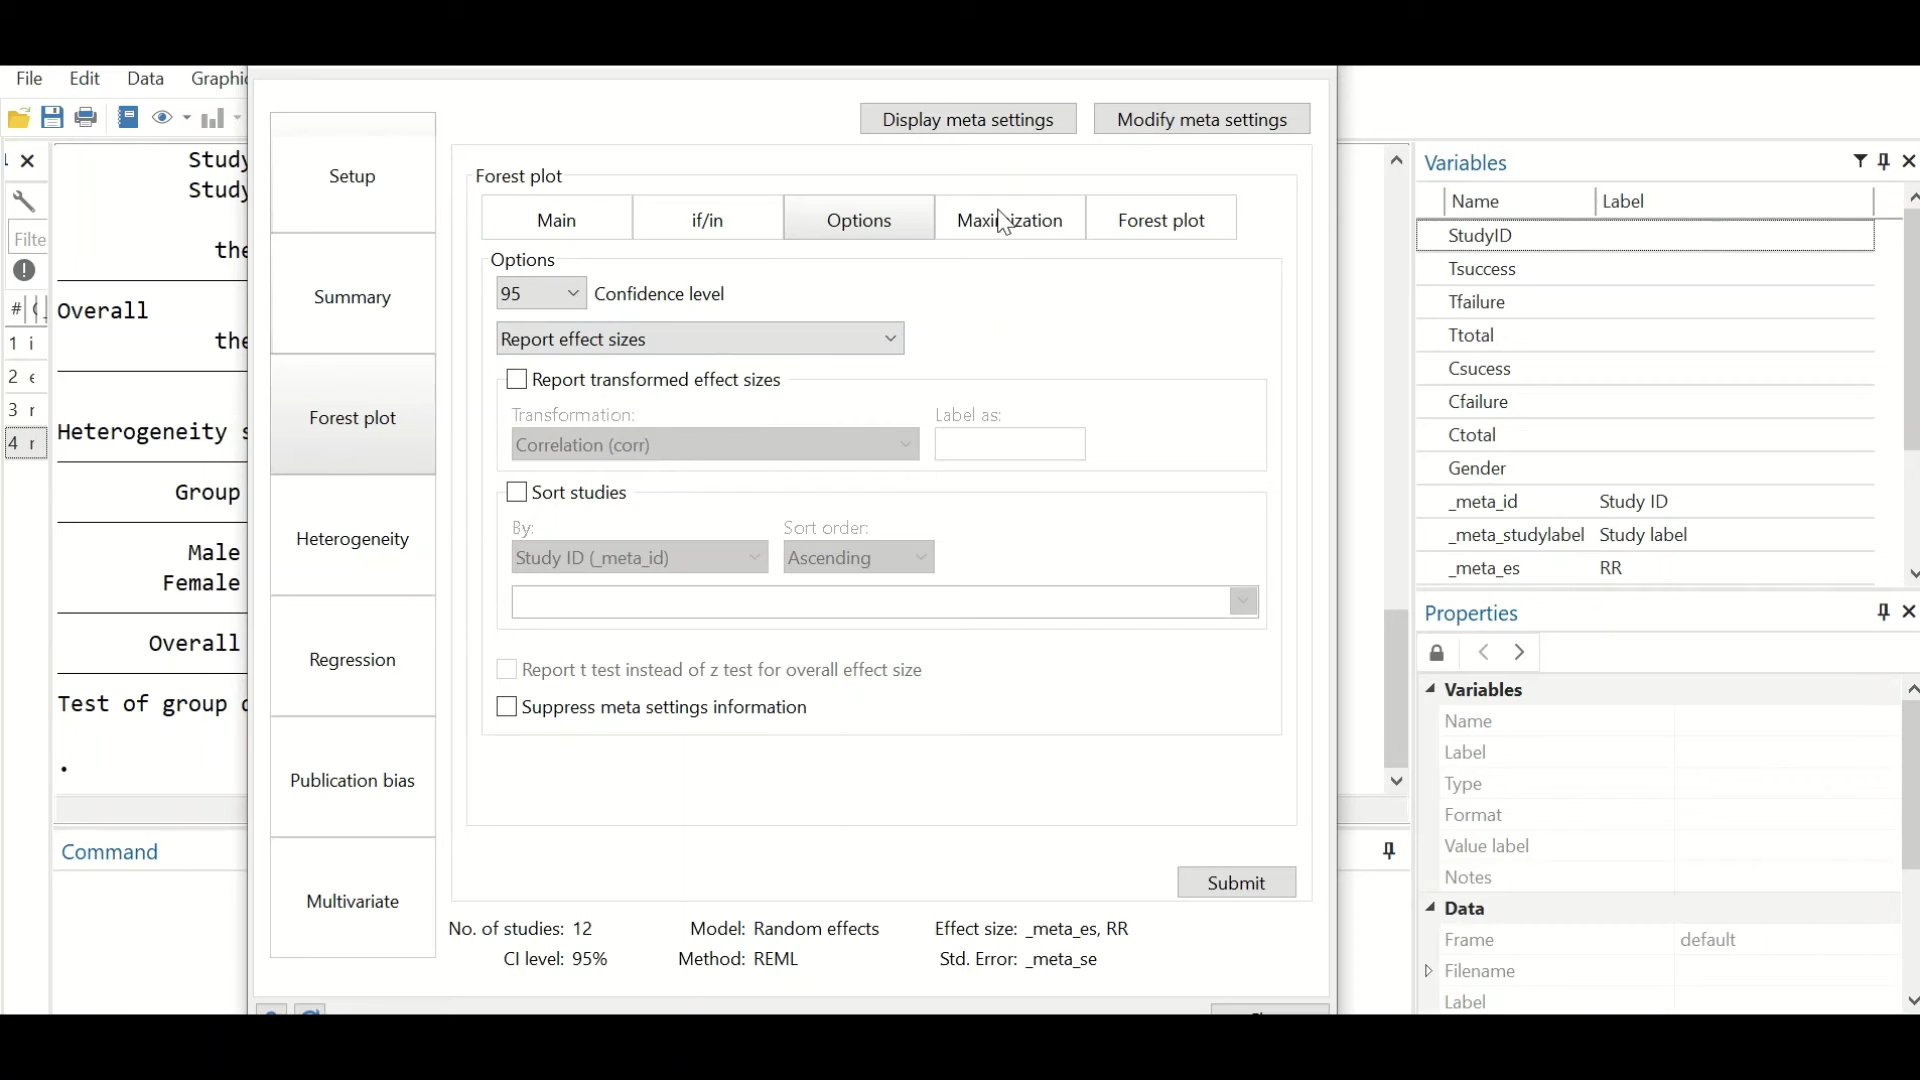 File Edit Data
Display meta settings Modify meta settings
Study
Study
the
Overall
the
Heterogeneity
Group
Male
Female
Overall
Test of group
.
Command
#
1 i
2
3 r
4 r
Setup
Summary
Forest plot
Heterogeneity
Regression
Publication bias
Multivariate
Forest plot
Main if/in Options Maximization Forest plot
Options
95 Confidence level
Report effect sizes
Report transformed effect sizes
Transformation: Label as:
Correlation (corr)
Sort studies
By: Sort order:
Study ID (_meta_id) Ascending
Report t test instead of z test for overall effect size
Suppress meta settings information
Submit
No. of studies: 12 Model: Random effects Effect size: _meta_es, RR
CI level: 95% Method: REML Std. Error: _meta_se
Variables
Name Label
StudyID
Tsuccess
Tfailure
Ttotal
Csucess
Cfailure
Ctotal
Gender
_meta_id Study ID
_meta_studylabel Study label
_meta_es RR
Properties
Variables
Name
Label
Type
Format
Value label
Notes
Data
Frame default
Filename
Label